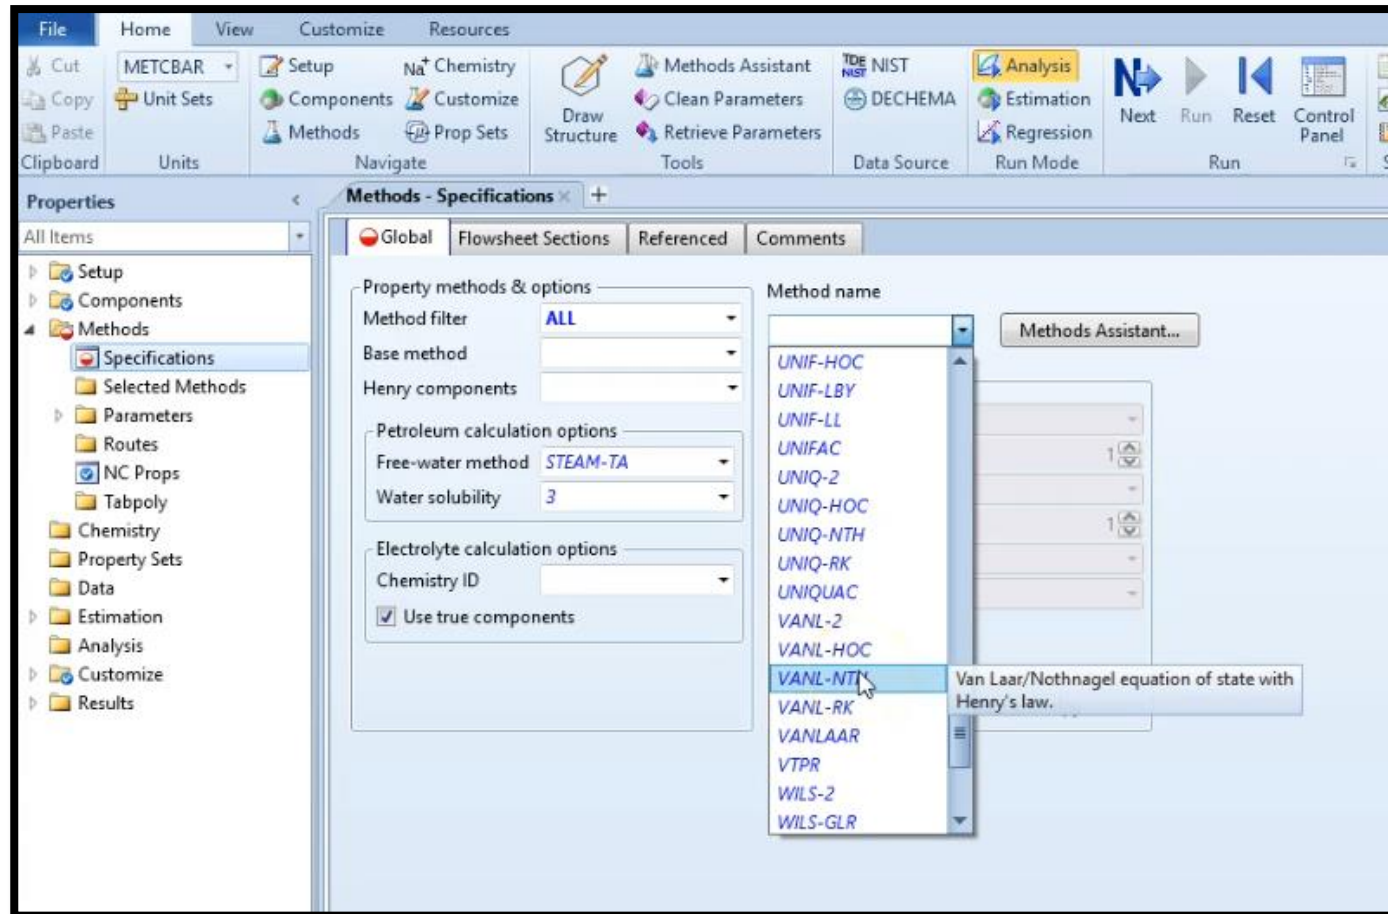 File Home View Customize Resources
Cut METCBAR Setup Na+ Chemistry Methods Assistant TDE NIST NIST Analysis
Copy Unit Sets Components Customize Draw Structure Clean Parameters DECHEMA Estimation Next Run Reset Control Panel
Paste Methods Prop Sets Retrieve Parameters Regression
Clipboard Units Navigate Tools Data Source Run Mode Run
Properties
All Items
Setup
Components
Methods
Specifications
Selected Methods
Parameters
Routes
NC Props
Tabpoly
Chemistry
Property Sets
Data
Estimation
Analysis
Customize
Results
Methods - Specifications
Global Flowsheet Sections Referenced Comments
Property methods & options
Method filter ALL
Base method
Henry components
Petroleum calculation options
Free-water method STEAM-TA
Water solubility 3
Electrolyte calculation options
Chemistry ID
Use true components
Method name
Methods Assistant...
UNIF-HOC
UNIF-LBY
UNIF-LL
UNIFAC
UNIQ-2
UNIQ-HOC
UNIQ-NTH
UNIQ-RK
UNIQUAC
VANL-2
VANL-HOC
VANL-NTH
VANL-RK
VANLAAR
VTPR
WILS-2
WILS-GLR
1
1
Van Laar/Nothnagel equation of state with
Henry's law.